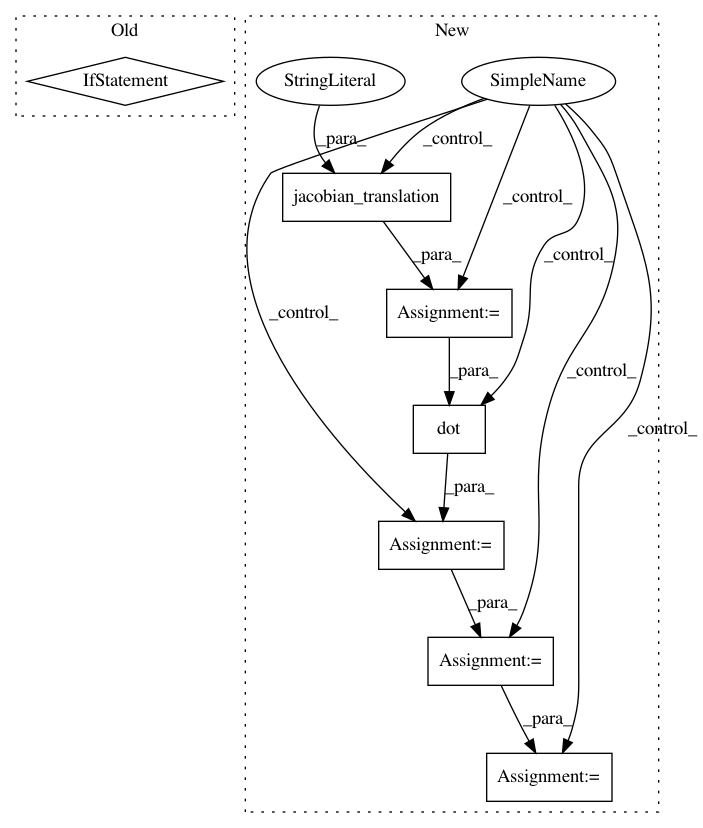 Old
New
IfStatement
StringLiteral
SimpleName
_para_
_control_
jacobian_translation
_control_
_para_
_control_
Assignment:=
_control_
_para_
_control_
dot
_control_
_para_
Assignment:=
_para_
Assignment:=
_para_
Assignment:=